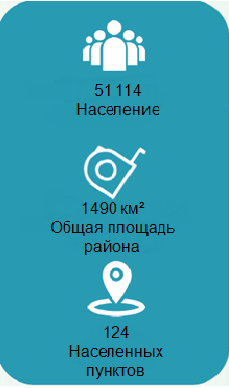 51 114
Население
1490 км²
Общая площадь
района
124
Населенных
пунктов